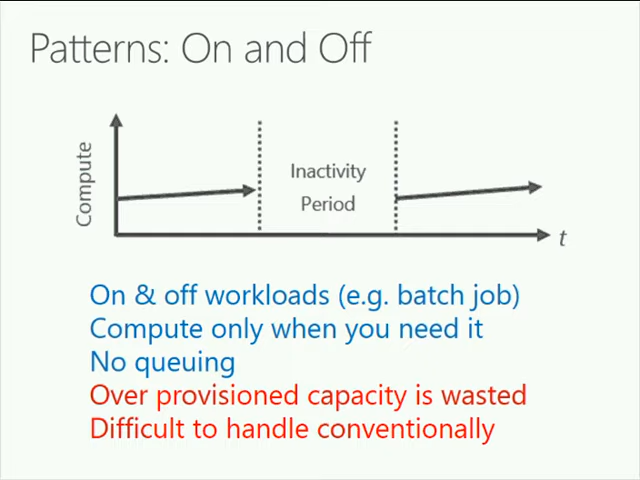 Patterns: On and Off
Compute
Inactivity
Period
t
On & off workloads (e.g. batch job)
Compute only when you need it
No queuing
Over provisioned capacity is wasted
Difficult to handle conventionally